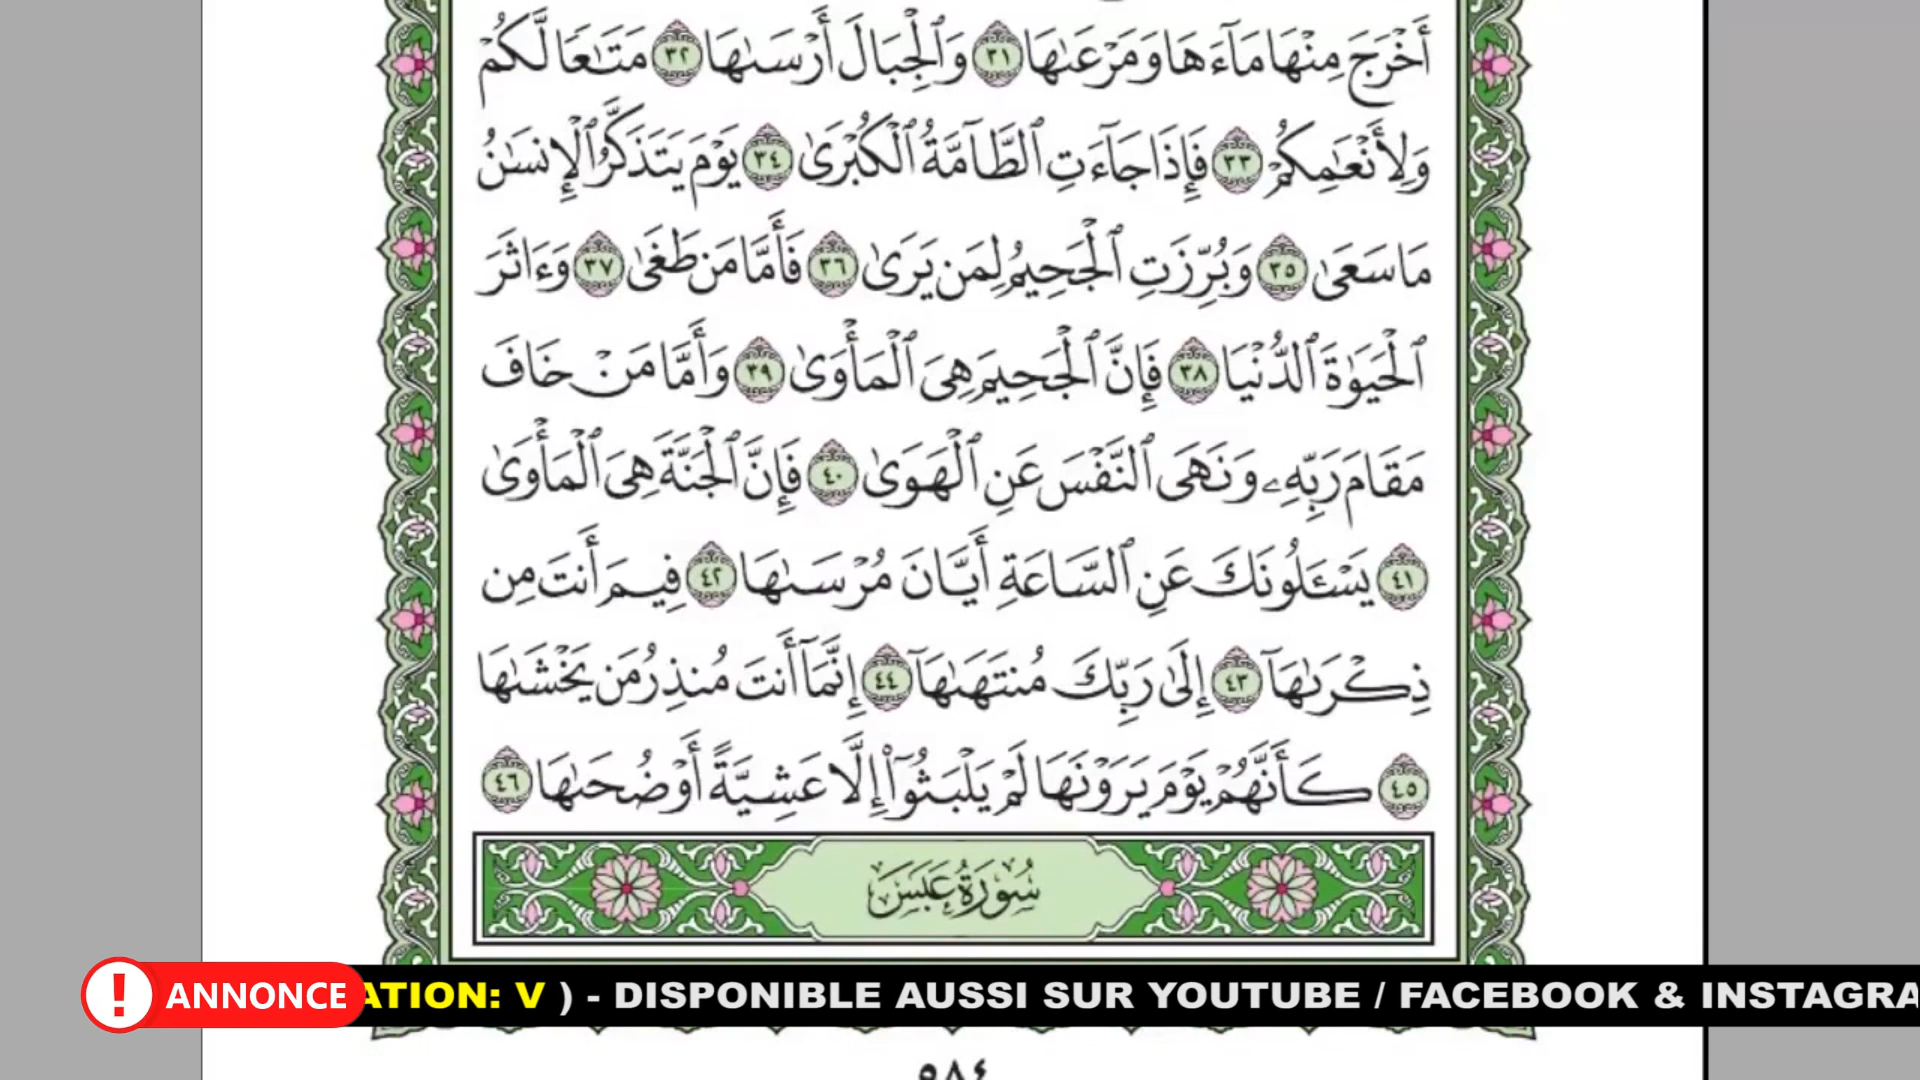 أَخْرَجَ مِنْهَا مَآءَهَا وَمَرْعَىٰهَا ٣١ وَٱلْجِبَالَ أَرْسَىٰهَا ٣٢ مَتَٰعًا لَّكُمْ
وَلِأَنْعَٰمِكُمْ ٣٣ فَإِذَا جَآءَتِ ٱلطَّآمَّةُ ٱلْكُبْرَىٰ ٣٤ يَوْمَ يَتَذَكَّرُ ٱلْإِنسَٰنُ
مَا سَعَىٰ ٣٥ وَبُرِّزَتِ ٱلْجَحِيمُ لِمَن يَرَىٰ ٣٦ فَأَمَّا مَن طَغَىٰ ٣٧ وَءَاثَرَ
ٱلْحَيَوٰةَ ٱلدُّنْيَا ٣٨ فَإِنَّ ٱلْجَحِيمَ هِىَ ٱلْمَأْوَىٰ ٣٩ وَأَمَّا مَنْ خَافَ
مَقَامَ رَبِّهِۦ وَنَهَى ٱلنَّفْسَ عَنِ ٱلْهَوَىٰ ٤٠ فَإِنَّ ٱلْجَنَّةَ هِىَ ٱلْمَأْوَىٰ
٤١ يَسْـَٔلُونَكَ عَنِ ٱلسَّاعَةِ أَيَّانَ مُرْسَىٰهَا ٤٢ فِيمَ أَنتَ مِن
ذِكْرَىٰهَآ ٤٣ إِلَىٰ رَبِّكَ مُنتَهَىٰهَآ ٤٤ إِنَّمَآ أَنتَ مُنذِرُ مَن يَخْشَىٰهَا
٤٥ كَأَنَّهُمْ يَوْمَ يَرَوْنَهَا لَمْ يَلْبَثُوٓا۟ إِلَّا عَشِيَّةً أَوْ ضُحَىٰهَا ٤٦
سُورَةُ عَبَسَ
ANNONCE ATION: V ) - DISPONIBLE AUSSI SUR YOUTUBE / FACEBOOK & INSTAGRA
٥٨٤